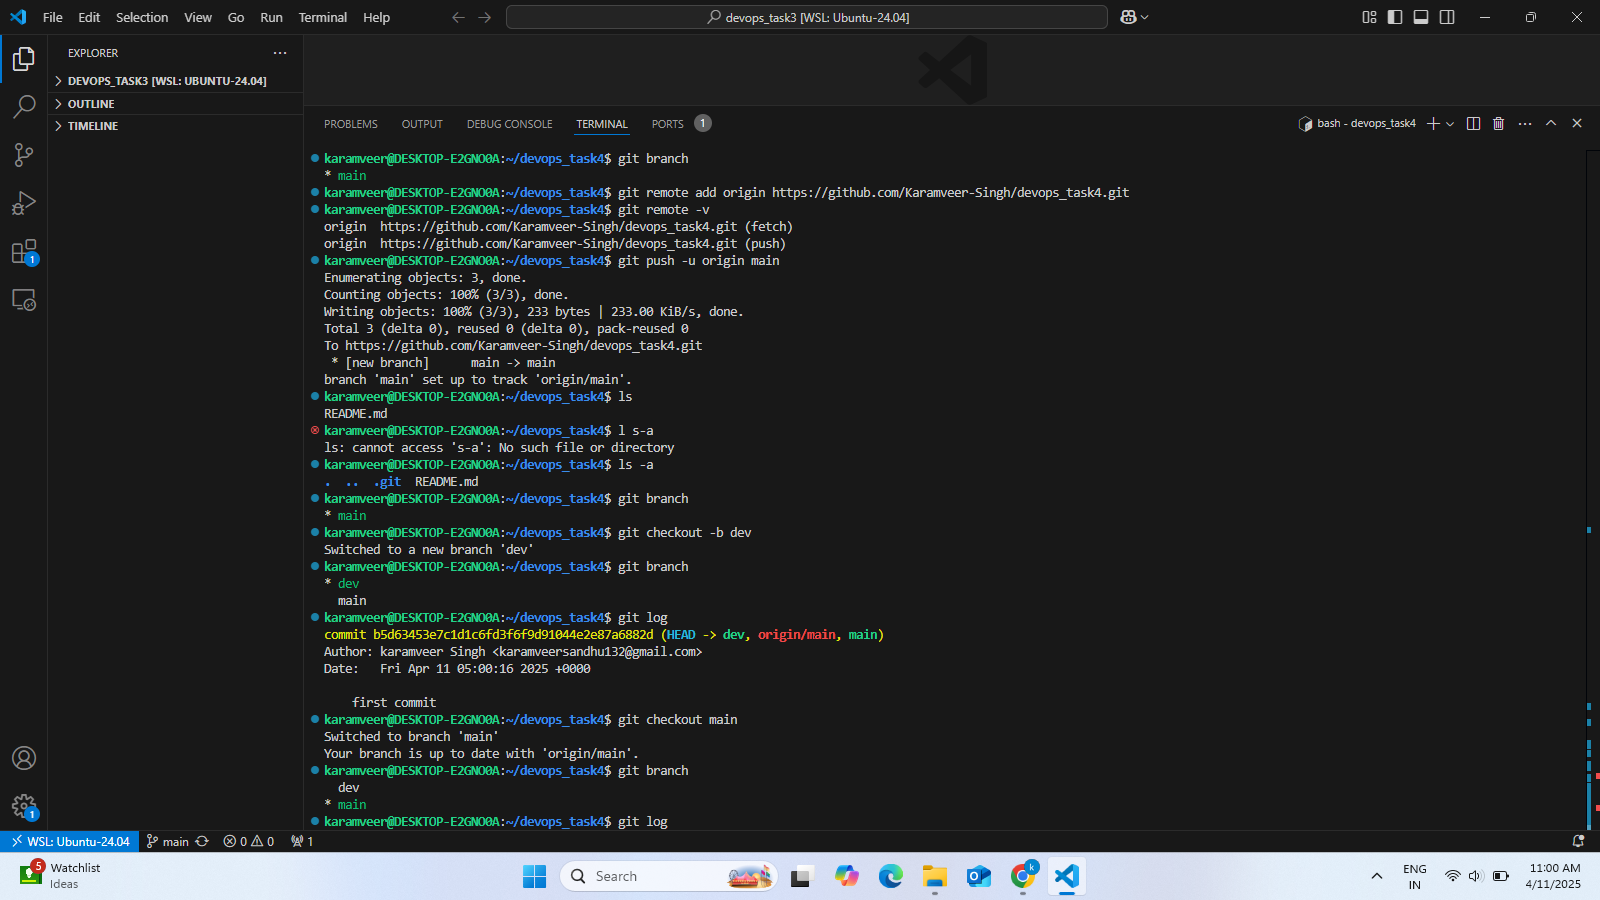 File Edit Selection View Go Run Terminal Help
devops_task3 [WSL: Ubuntu-24.04]
EXPLORER
DEVOPS_TASK3 [WSL: UBUNTU-24.04]
OUTLINE
TIMELINE
PROBLEMS OUTPUT DEBUG CONSOLE TERMINAL PORTS 1
bash - devops_task4
karamveer@DESKTOP-E2GNO0A:~/devops_task4$ git branch
* main
karamveer@DESKTOP-E2GNO0A:~/devops_task4$ git remote add origin https://github.com/Karamveer-Singh/devops_task4.git
karamveer@DESKTOP-E2GNO0A:~/devops_task4$ git remote -v
origin  https://github.com/Karamveer-Singh/devops_task4.git (fetch)
origin  https://github.com/Karamveer-Singh/devops_task4.git (push)
karamveer@DESKTOP-E2GNO0A:~/devops_task4$ git push -u origin main
Enumerating objects: 3, done.
Counting objects: 100% (3/3), done.
Writing objects: 100% (3/3), 233 bytes | 233.00 KiB/s, done.
Total 3 (delta 0), reused 0 (delta 0), pack-reused 0
To https://github.com/Karamveer-Singh/devops_task4.git
 * [new branch]      main -> main
branch 'main' set up to track 'origin/main'.
karamveer@DESKTOP-E2GNO0A:~/devops_task4$ ls
README.md
karamveer@DESKTOP-E2GNO0A:~/devops_task4$ l s-a
ls: cannot access 's-a': No such file or directory
karamveer@DESKTOP-E2GNO0A:~/devops_task4$ ls -a
.  ..  .git  README.md
karamveer@DESKTOP-E2GNO0A:~/devops_task4$ git branch
* main
karamveer@DESKTOP-E2GNO0A:~/devops_task4$ git checkout -b dev
Switched to a new branch 'dev'
karamveer@DESKTOP-E2GNO0A:~/devops_task4$ git branch
* dev
  main
karamveer@DESKTOP-E2GNO0A:~/devops_task4$ git log
commit b5d63453e7c1d1c6fd3f6f9d91044e2e87a6882d (HEAD -> dev, origin/main, main)
Author: karamveer Singh <karamveersandhu132@gmail.com>
Date:   Fri Apr 11 05:00:16 2025 +0000
    first commit
karamveer@DESKTOP-E2GNO0A:~/devops_task4$ git checkout main
Switched to branch 'main'
Your branch is up to date with 'origin/main'.
karamveer@DESKTOP-E2GNO0A:~/devops_task4$ git branch
  dev
* main
karamveer@DESKTOP-E2GNO0A:~/devops_task4$ git log
1
1
WSL: Ubuntu-24.04 main 0 0 1
5
Watchlist
Ideas
Search
k
ENG
IN
11:00 AM
4/11/2025